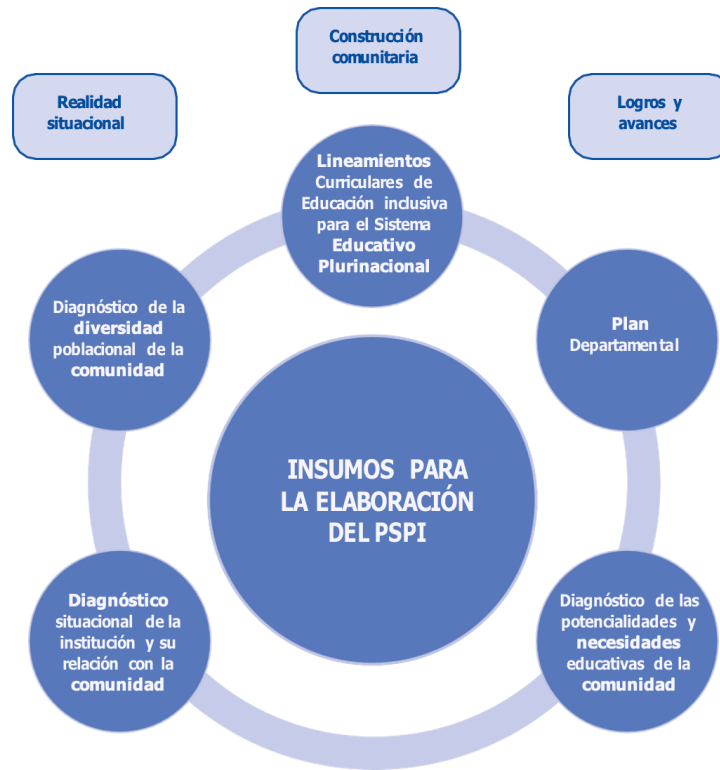 Construcción
comunitaria
Realidad
situacional
Logros y
avances
Lineamientos
Curriculares de
Educación inclusiva
para el Sistema
Educativo
Plurinacional
Diagnóstico de la
diversidad
poblacional de la
comunidad
Plan
Departamental
INSUMOS PARA
LA ELABORACIÓN
DEL PSPI
Diagnóstico
situacional de la
institución y su
relación con la
comunidad
Diagnóstico de las
potencialidades y
necesidades
educativas de la
comunidad